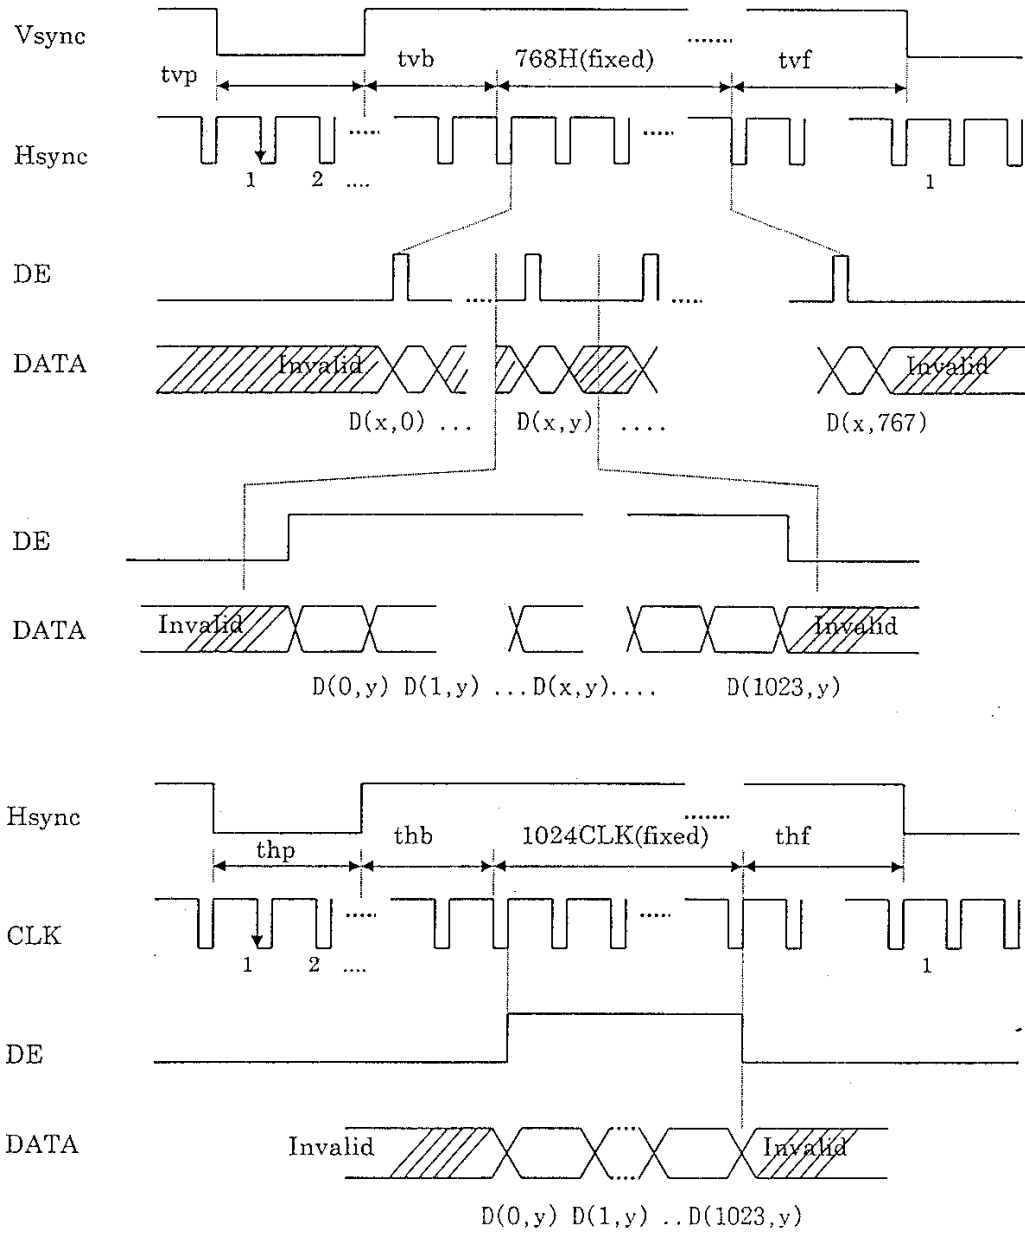 Vsync
tvp tvb 768H(fixed) tvf
Hsync
1 2 .... 1
DE
DATA Invalid Invalid
D(x,0) ... D(x,y) .... D(x,767)
DE
DATA Invalid Invalid
D(0,y) D(1,y) ...D(x,y).... D(1023,y)
Hsync
thp thb 1024CLK(fixed) thf
CLK
1 2 .... 1
DE
DATA Invalid Invalid
D(0,y) D(1,y) ..D(1023,y)